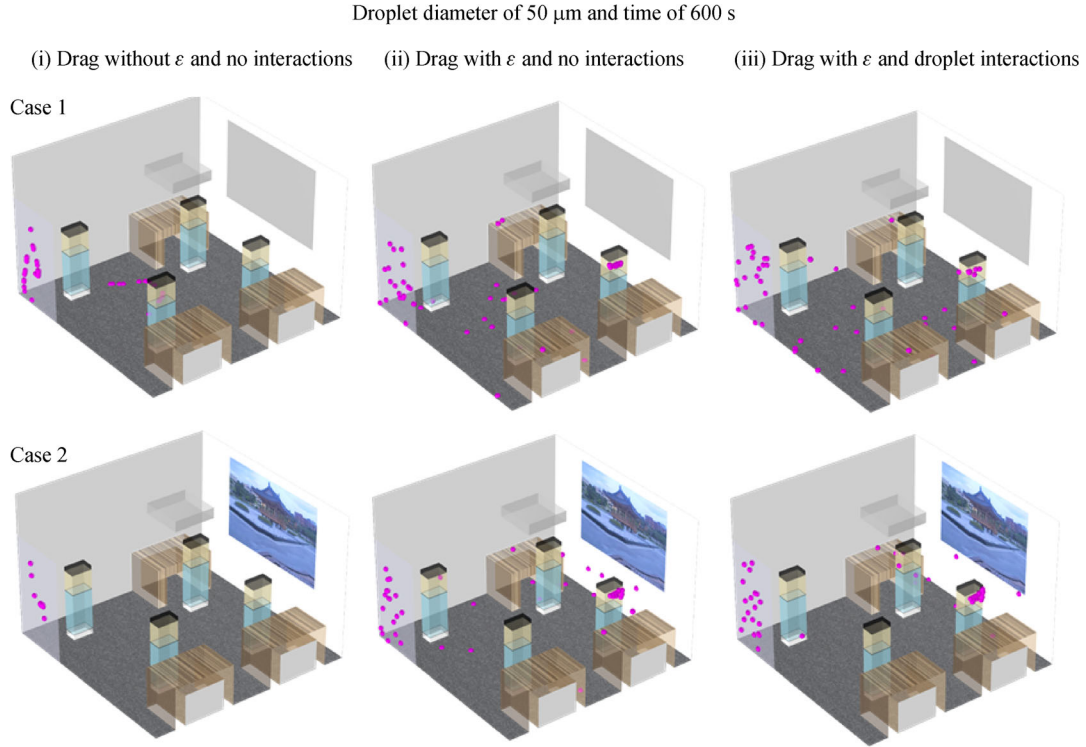 Droplet diameter of 50 μm and time of 600 s
(i) Drag without ε and no interactions
(ii) Drag with ε and no interactions
(iii) Drag with ε and droplet interactions
Case 1
Case 2